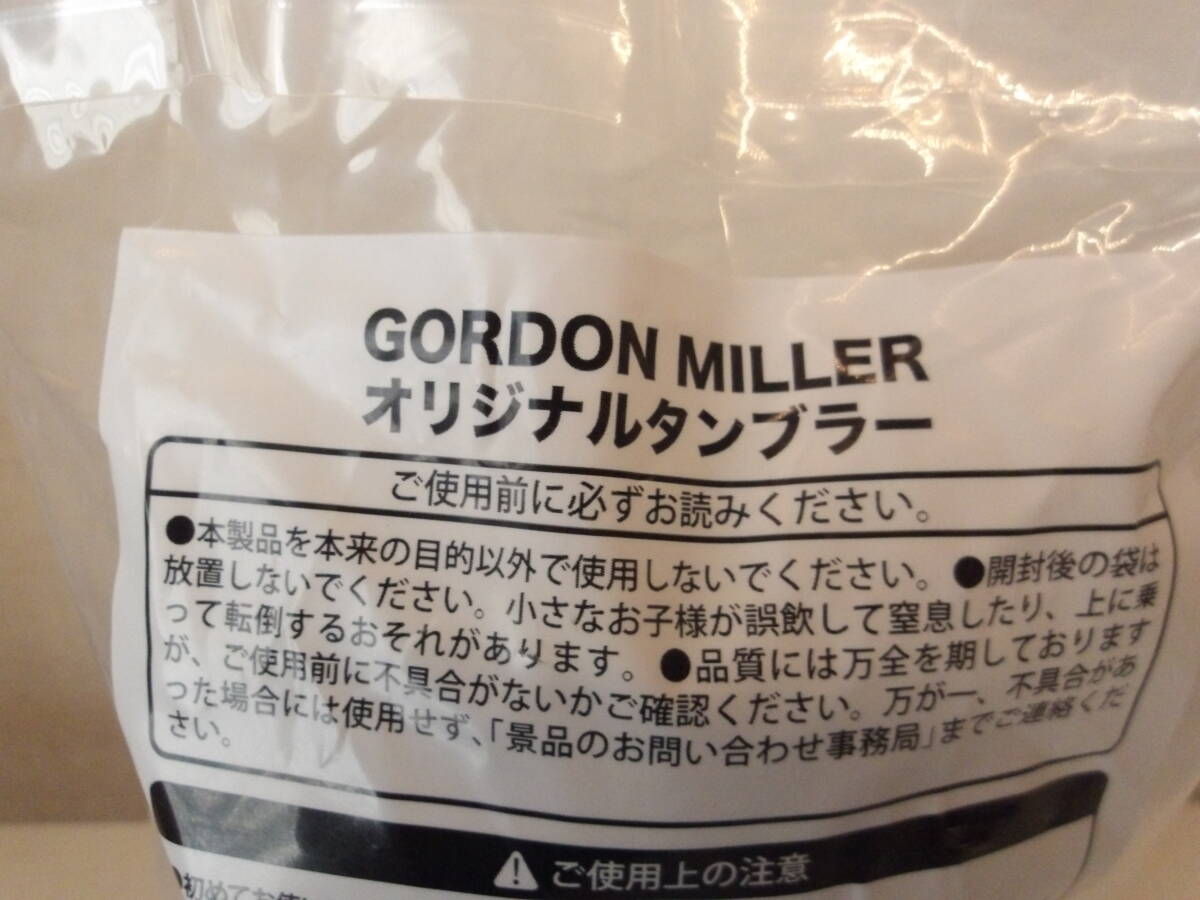 GORDON MILLER
オリジナルタンブラー
ご使用前に必ずお読みください。
●本製品を本来の目的以外で使用しないでください。●開封後の袋は
放置しないでください。小さなお子様が誤飲して窒息したり、上に乗
って転倒するおそれがあります。●品質には万全を期しております
が、ご使用前に不具合がないかご確認ください。万が一、不具合があ
った場合には使用せず、「景品のお問い合わせ事務局」までご連絡くだ
さい。
⚠ ご使用上の注意
●初めてお使